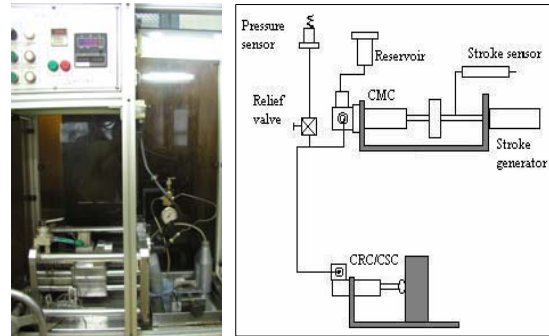 Pressure
sensor
Reservoir
Stroke sensor
CMC
Relief
valve
Stroke
generator
CRC/CSC